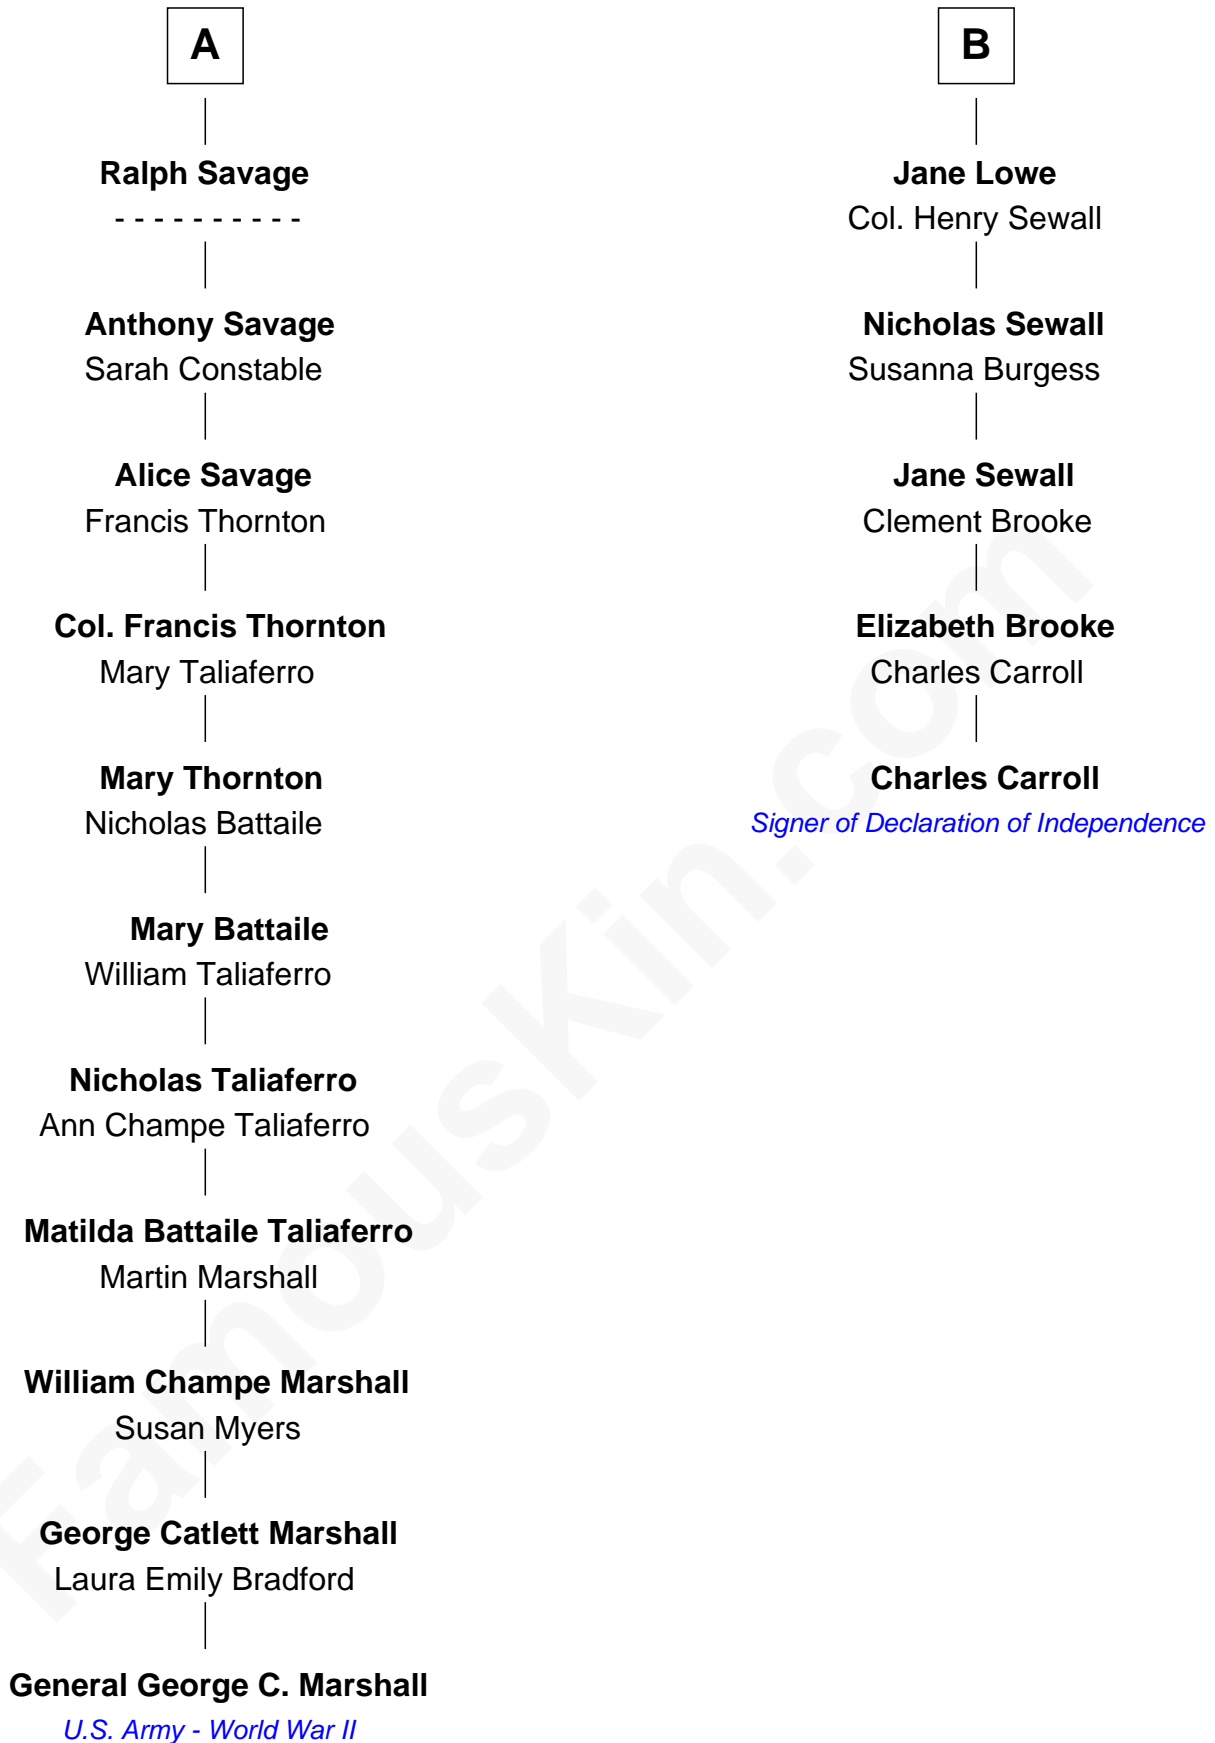 A
Ralph Savage
- - - - - - - - - -
Anthony Savage
Sarah Constable
Alice Savage
Francis Thornton
Col. Francis Thornton
Mary Taliaferro
Mary Thornton
Nicholas Battaile
Mary Battaile
William Taliaferro
Nicholas Taliaferro
Ann Champe Taliaferro
Matilda Battaile Taliaferro
Martin Marshall
William Champe Marshall
Susan Myers
George Catlett Marshall
Laura Emily Bradford
General George C. Marshall
U.S. Army - World War II
B
Jane Lowe
Col. Henry Sewall
Nicholas Sewall
Susanna Burgess
Jane Sewall
Clement Brooke
Elizabeth Brooke
Charles Carroll
Charles Carroll
Signer of Declaration of Independence
FamousKin.com